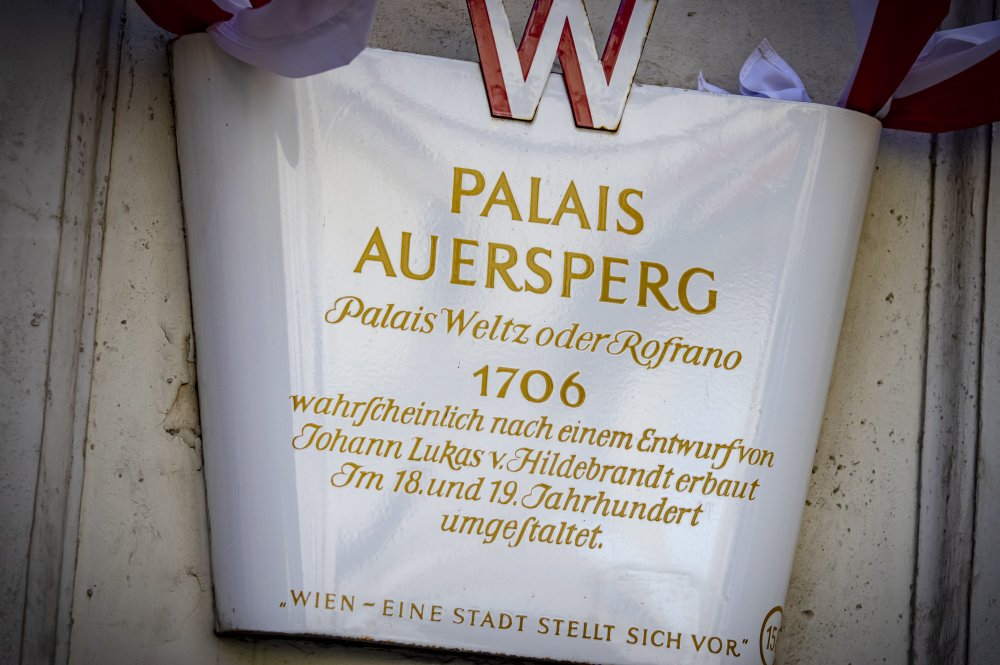 W
PALAIS
AUERSPERG
Palais Weltz oder Rofrano
1706
wahrſcheinlich nach einem Entwurf von
Johann Lukas v. Hildebrandt erbaut
Im 18. und 19. Jahrhundert
umgeſtaltet.
„WIEN – EINE STADT STELLT SICH VOR“